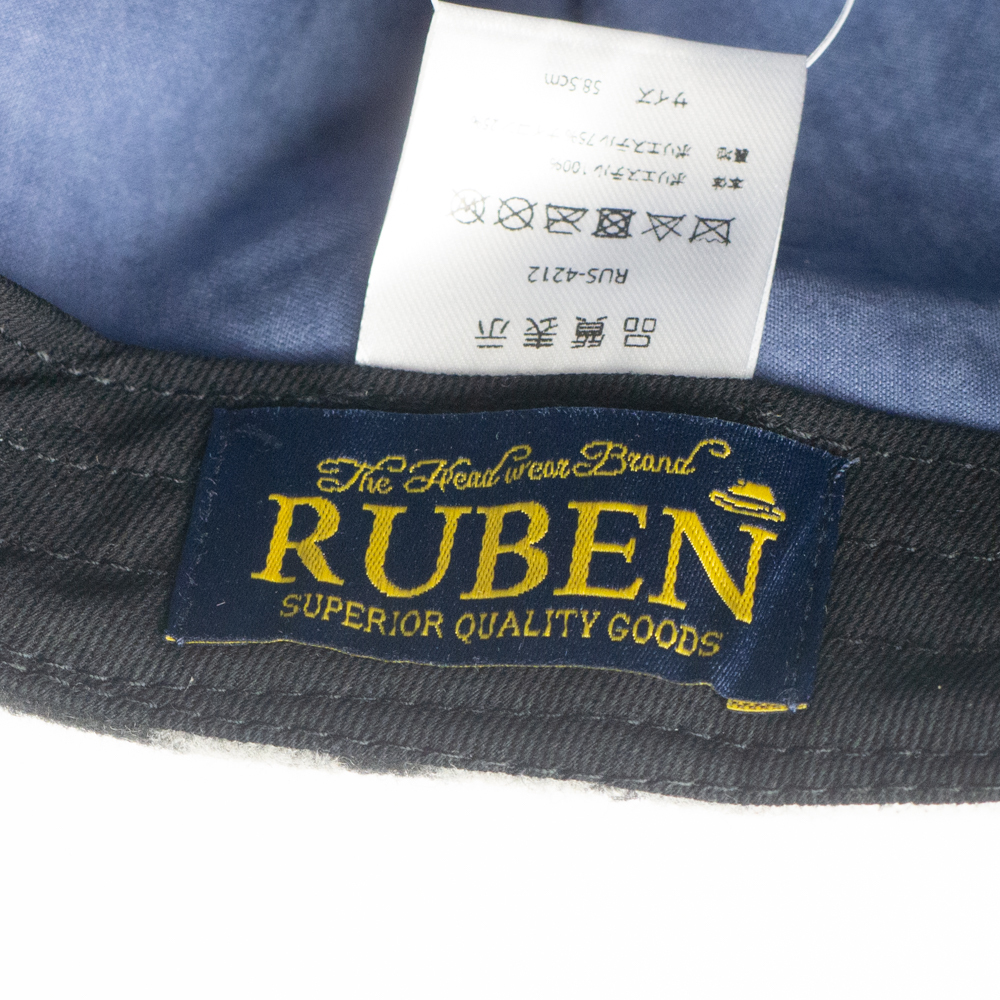 品質表示
RUS-4212
本体 ポリエステル100%
裏地 ポリエステル75%
サイズ 58.5cm
The Headwear Brand
RUBEN
SUPERIOR QUALITY GOODS